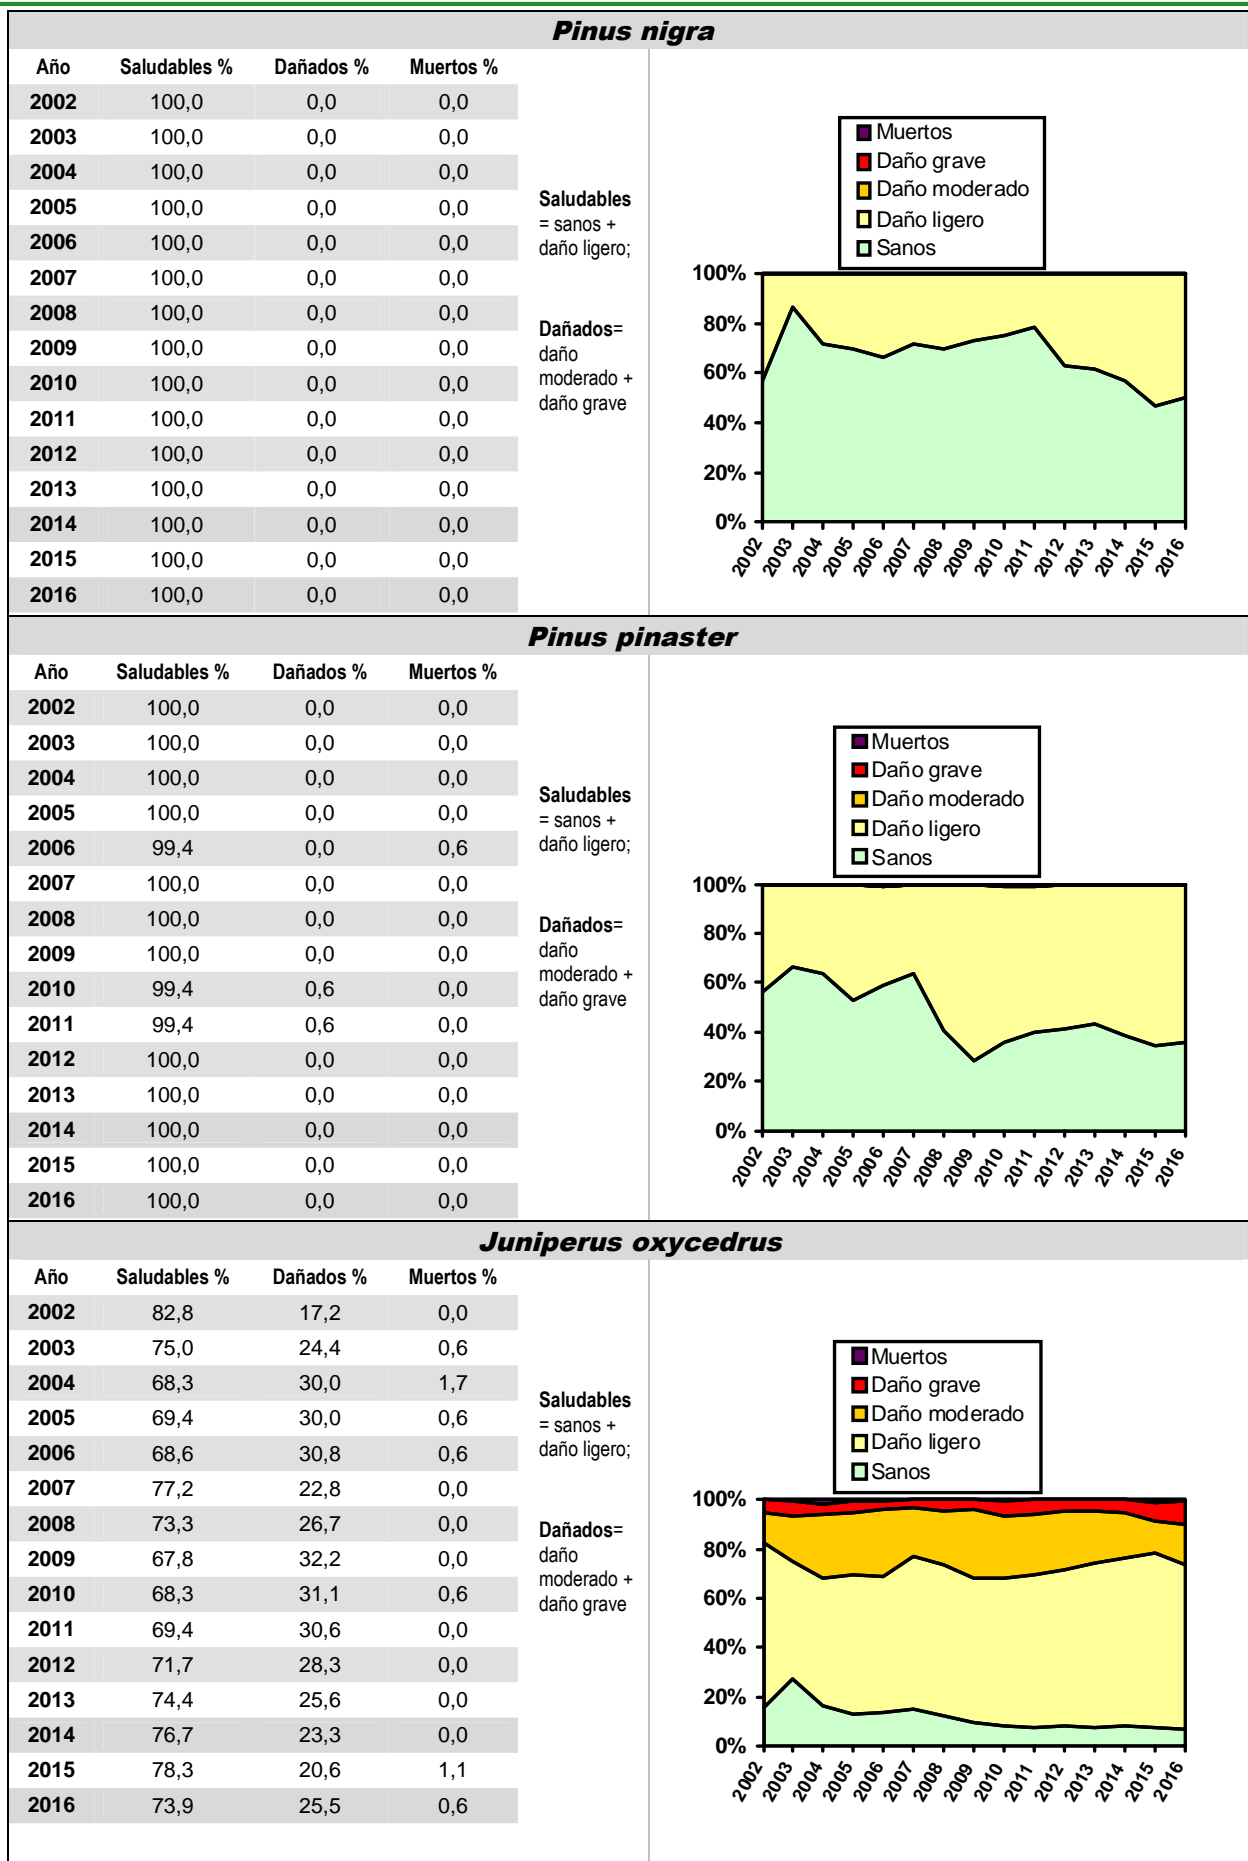 Pinus nigra
Año Saludables % Dañados % Muertos %
2002 100,0 0,0 0,0
2003 100,0 0,0 0,0
2004 100,0 0,0 0,0
2005 100,0 0,0 0,0
2006 100,0 0,0 0,0
2007 100,0 0,0 0,0
2008 100,0 0,0 0,0
2009 100,0 0,0 0,0
2010 100,0 0,0 0,0
2011 100,0 0,0 0,0
2012 100,0 0,0 0,0
2013 100,0 0,0 0,0
2014 100,0 0,0 0,0
2015 100,0 0,0 0,0
2016 100,0 0,0 0,0
Saludables
= sanos +
daño ligero;
Dañados=
daño
moderado +
daño grave
Muertos
Daño grave
Daño moderado
Daño ligero
Sanos
100%
80%
60%
40%
20%
0%
2002 2003 2004 2005 2006 2007 2008 2009 2010 2011 2012 2013 2014 2015 2016
Pinus pinaster
Año Saludables % Dañados % Muertos %
2002 100,0 0,0 0,0
2003 100,0 0,0 0,0
2004 100,0 0,0 0,0
2005 100,0 0,0 0,0
2006 99,4 0,0 0,6
2007 100,0 0,0 0,0
2008 100,0 0,0 0,0
2009 100,0 0,0 0,0
2010 99,4 0,6 0,0
2011 99,4 0,6 0,0
2012 100,0 0,0 0,0
2013 100,0 0,0 0,0
2014 100,0 0,0 0,0
2015 100,0 0,0 0,0
2016 100,0 0,0 0,0
Saludables
= sanos +
daño ligero;
Dañados=
daño
moderado +
daño grave
Muertos
Daño grave
Daño moderado
Daño ligero
Sanos
100%
80%
60%
40%
20%
0%
2002 2003 2004 2005 2006 2007 2008 2009 2010 2011 2012 2013 2014 2015 2016
Juniperus oxycedrus
Año Saludables % Dañados % Muertos %
2002 82,8 17,2 0,0
2003 75,0 24,4 0,6
2004 68,3 30,0 1,7
2005 69,4 30,0 0,6
2006 68,6 30,8 0,6
2007 77,2 22,8 0,0
2008 73,3 26,7 0,0
2009 67,8 32,2 0,0
2010 68,3 31,1 0,6
2011 69,4 30,6 0,0
2012 71,7 28,3 0,0
2013 74,4 25,6 0,0
2014 76,7 23,3 0,0
2015 78,3 20,6 1,1
2016 73,9 25,5 0,6
Saludables
= sanos +
daño ligero;
Dañados=
daño
moderado +
daño grave
Muertos
Daño grave
Daño moderado
Daño ligero
Sanos
100%
80%
60%
40%
20%
0%
2002 2003 2004 2005 2006 2007 2008 2009 2010 2011 2012 2013 2014 2015 2016